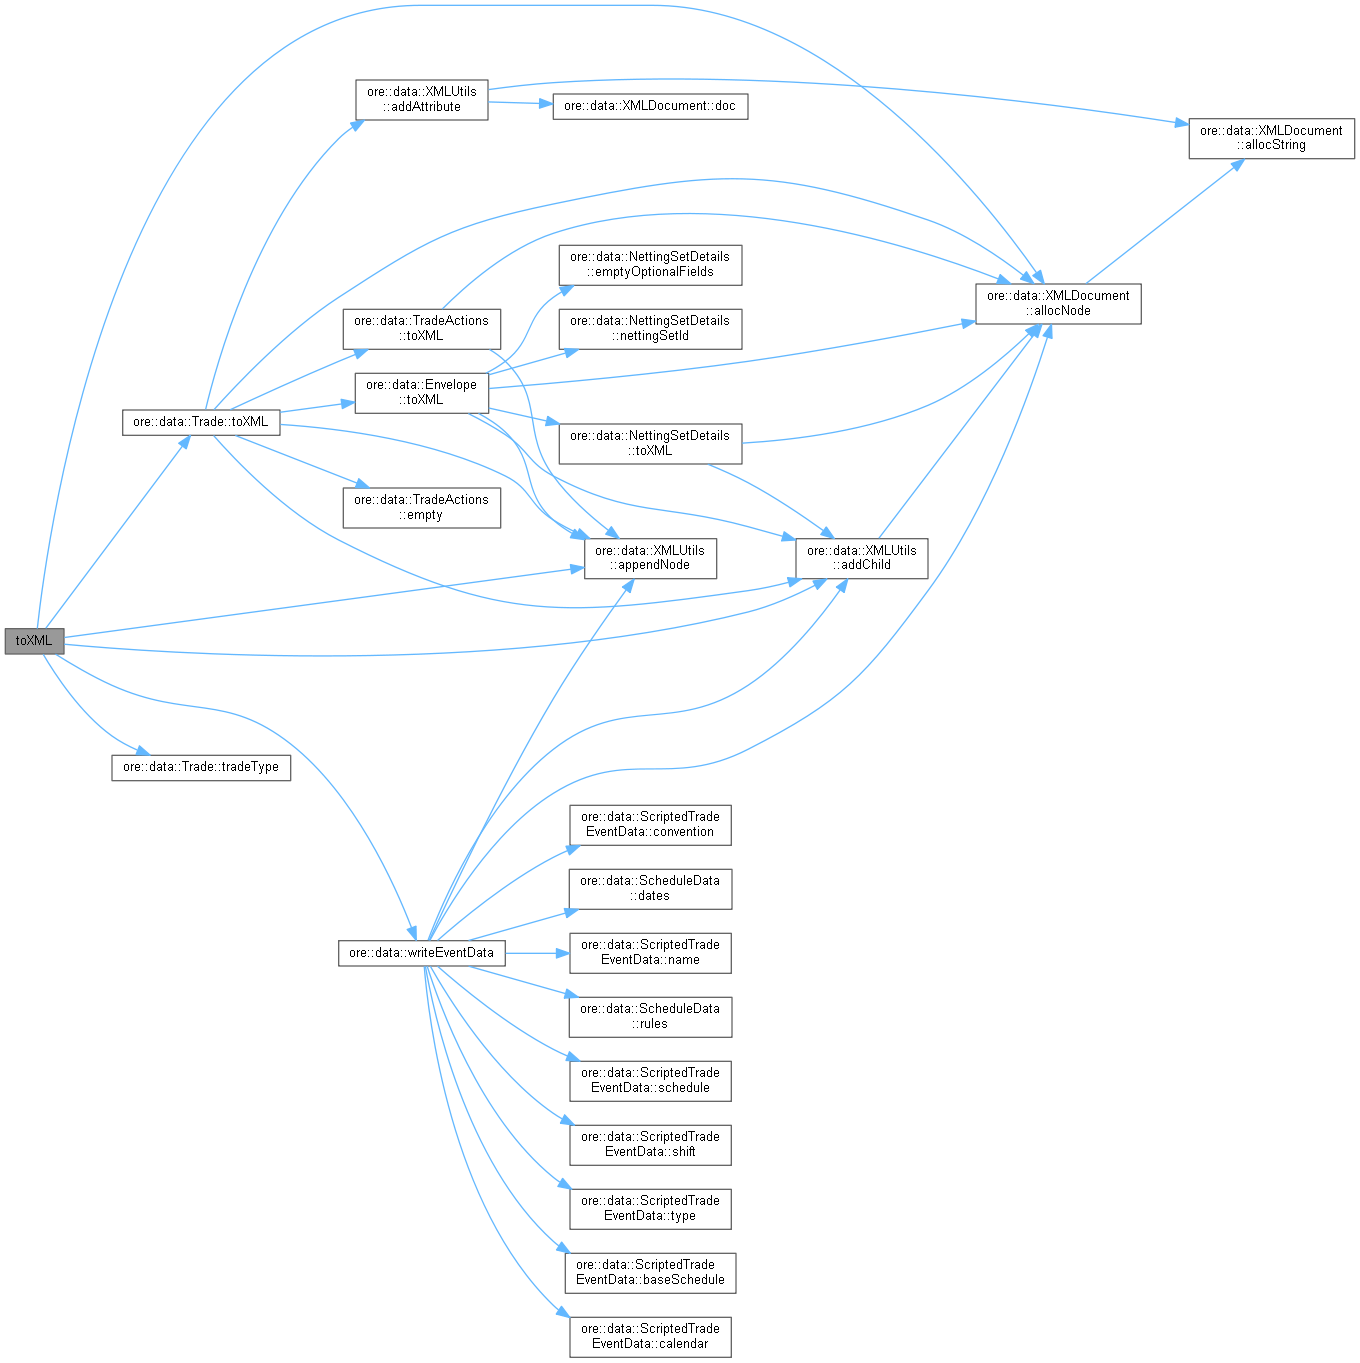 ore::data::XMLUtils
::addAttribute
ore::data::XMLDocument::doc
ore::data::XMLDocument
::allocString
ore::data::NettingSetDetails
::emptyOptionalFields
ore::data::XMLDocument
::allocNode
ore::data::TradeActions
::toXML
ore::data::NettingSetDetails
::nettingSetId
ore::data::Envelope
::toXML
ore::data::Trade::toXML
ore::data::NettingSetDetails
::toXML
ore::data::TradeActions
::empty
ore::data::XMLUtils
::appendNode
ore::data::XMLUtils
::addChild
toXML
ore::data::Trade::tradeType
ore::data::ScriptedTrade
EventData::convention
ore::data::ScheduleData
::dates
ore::data::writeEventData
ore::data::ScriptedTrade
EventData::name
ore::data::ScheduleData
::rules
ore::data::ScriptedTrade
EventData::schedule
ore::data::ScriptedTrade
EventData::shift
ore::data::ScriptedTrade
EventData::type
ore::data::ScriptedTrade
EventData::baseSchedule
ore::data::ScriptedTrade
EventData::calendar